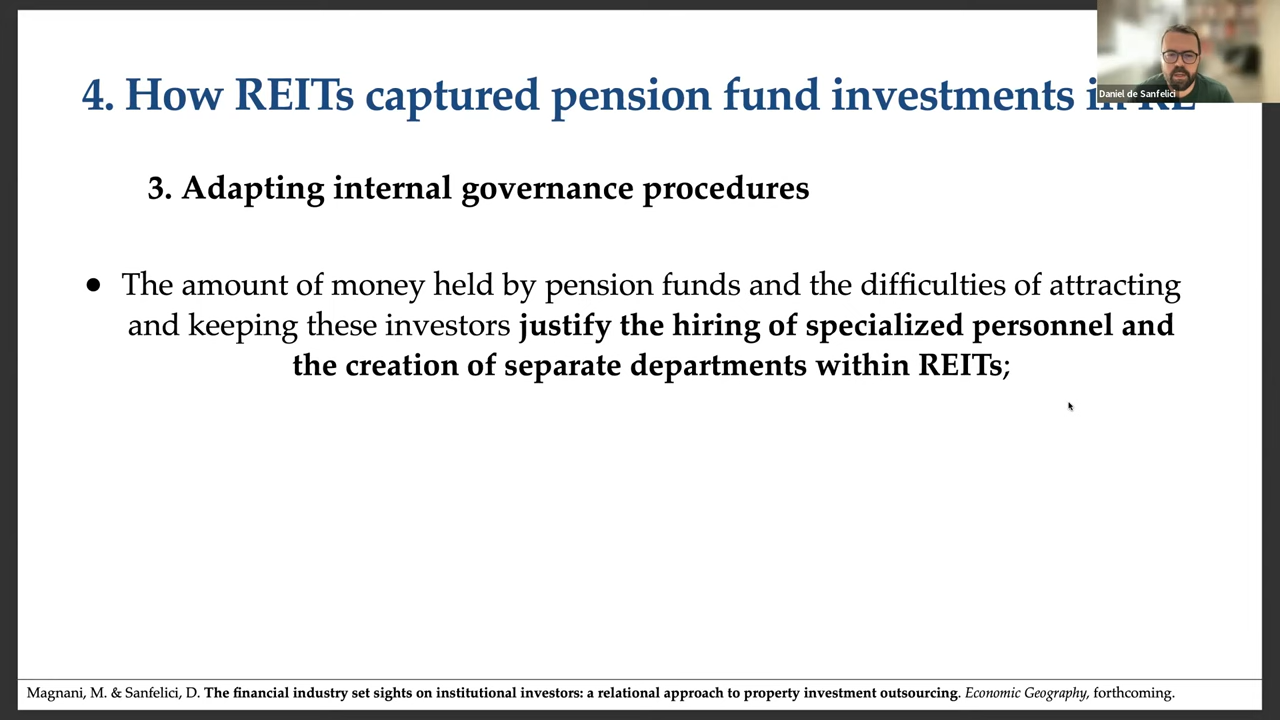 4. How REITs captured pension fund investments in RE
Daniel de Sanfelici
3. Adapting internal governance procedures
● The amount of money held by pension funds and the difficulties of attracting
and keeping these investors justify the hiring of specialized personnel and
the creation of separate departments within REITs;
Magnani, M. & Sanfelici, D. The financial industry set sights on institutional investors: a relational approach to property investment outsourcing. Economic Geography, forthcoming.